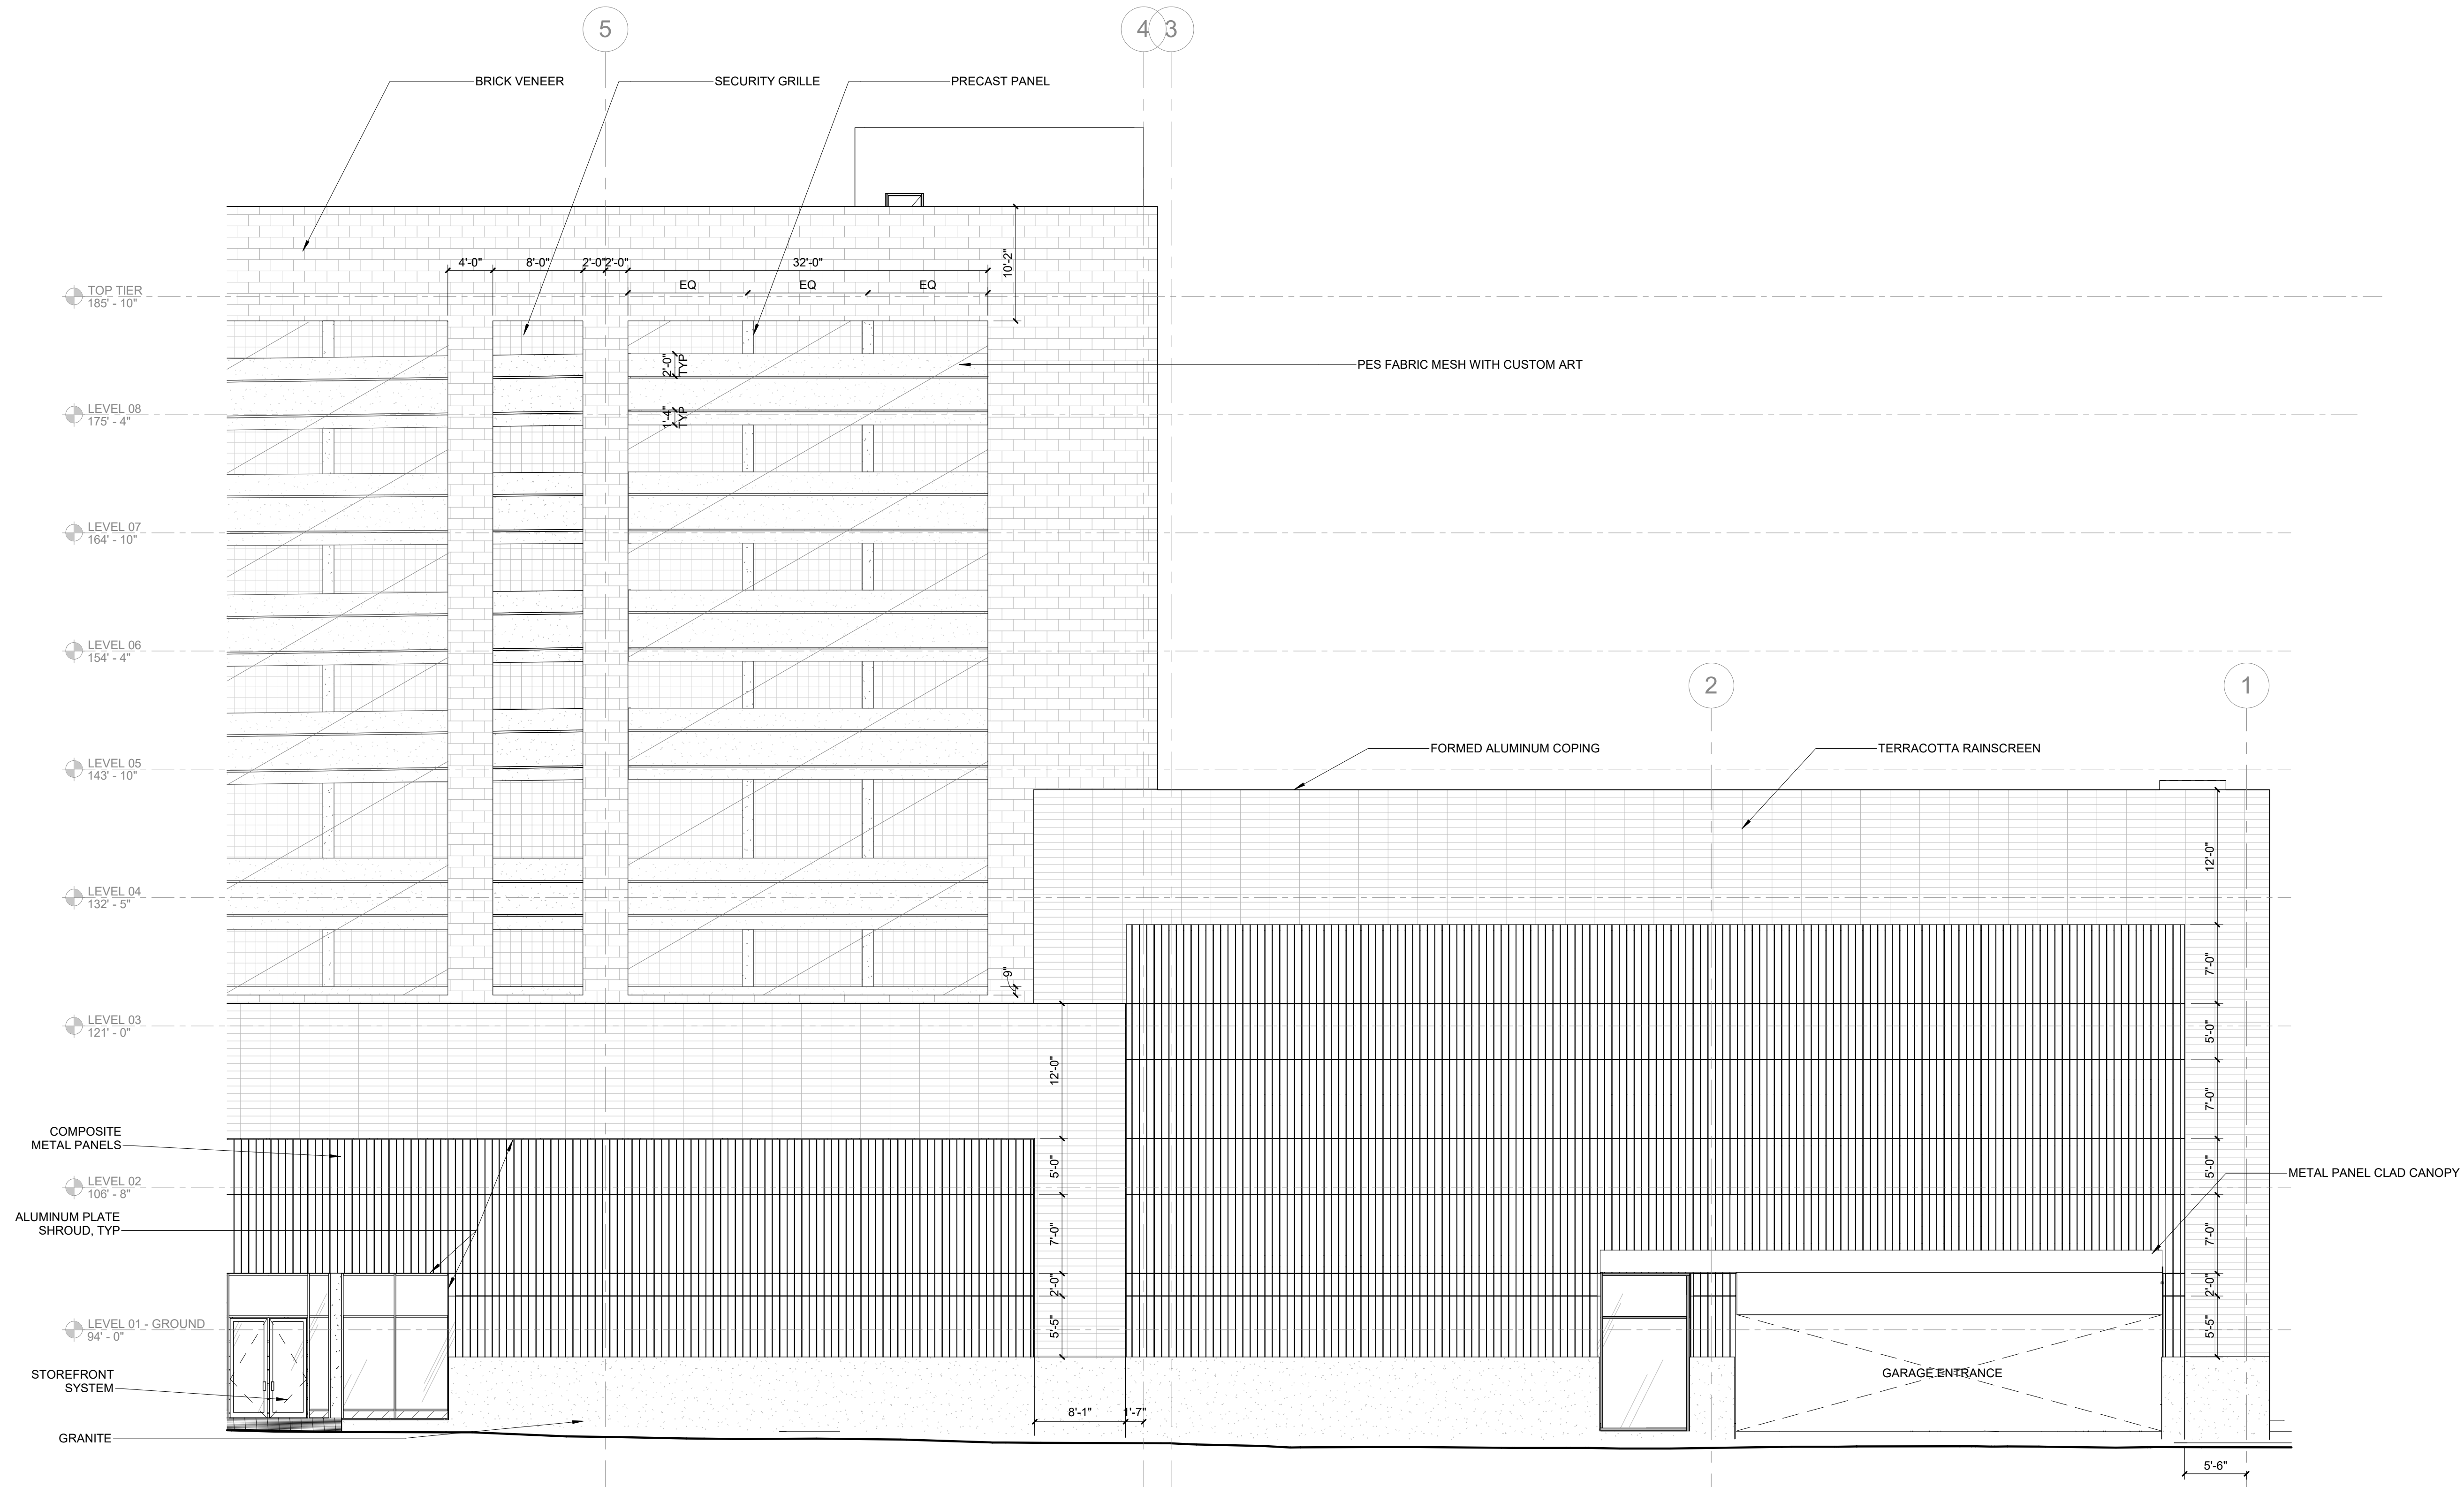 5
4
3
BRICK VENEER
SECURITY GRILLE
PRECAST PANEL
10'-2"
4'-0"
8'-0"
2'-0"
2'-0"
32'-0"
EQ
EQ
EQ
TOP TIER
185' - 10"
2'-0"
TYP
PES FABRIC MESH WITH CUSTOM ART
LEVEL 08
175' - 4"
1'-4"
TYP
LEVEL 07
164' - 10"
LEVEL 06
154' - 4"
2
1
FORMED ALUMINUM COPING
TERRACOTTA RAINSCREEN
LEVEL 05
143' - 10"
12'-0"
LEVEL 04
132' - 5"
7'-0"
9"
LEVEL 03
121' - 0"
5'-0"
12'-0"
7'-0"
COMPOSITE
METAL PANELS
5'-0"
5'-0"
METAL PANEL CLAD CANOPY
LEVEL 02
106' - 8"
ALUMINUM PLATE
SHROUD, TYP
7'-0"
7'-0"
2'-0"
2'-0"
LEVEL 01 - GROUND
94' - 0"
5'-5"
5'-5"
STOREFRONT
SYSTEM
GARAGE ENTRANCE
8'-1"
1'-7"
GRANITE
5'-6"